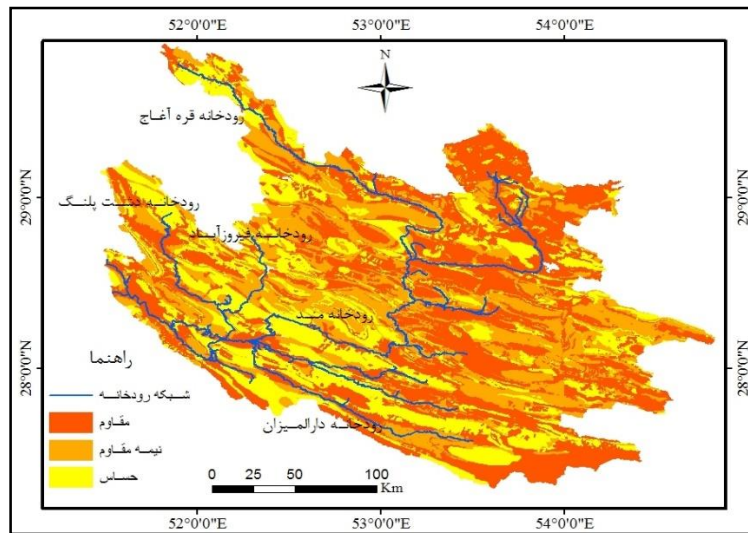 52°0'0"E 53°0'0"E 54°0'0"E
N
رودخانه قره آغاج
29°0'0"N 29°0'0"N
رودخانه دشت پلنگ
رودخانه فیروزآباد
رودخانه مند
28°0'0"N 28°0'0"N
راهنما
شبکه رودخانه
مقاوم
نیمه مقاوم
حساس
رودخانه دارالمیزان
0 25 50 100
Km
52°0'0"E 53°0'0"E 54°0'0"E